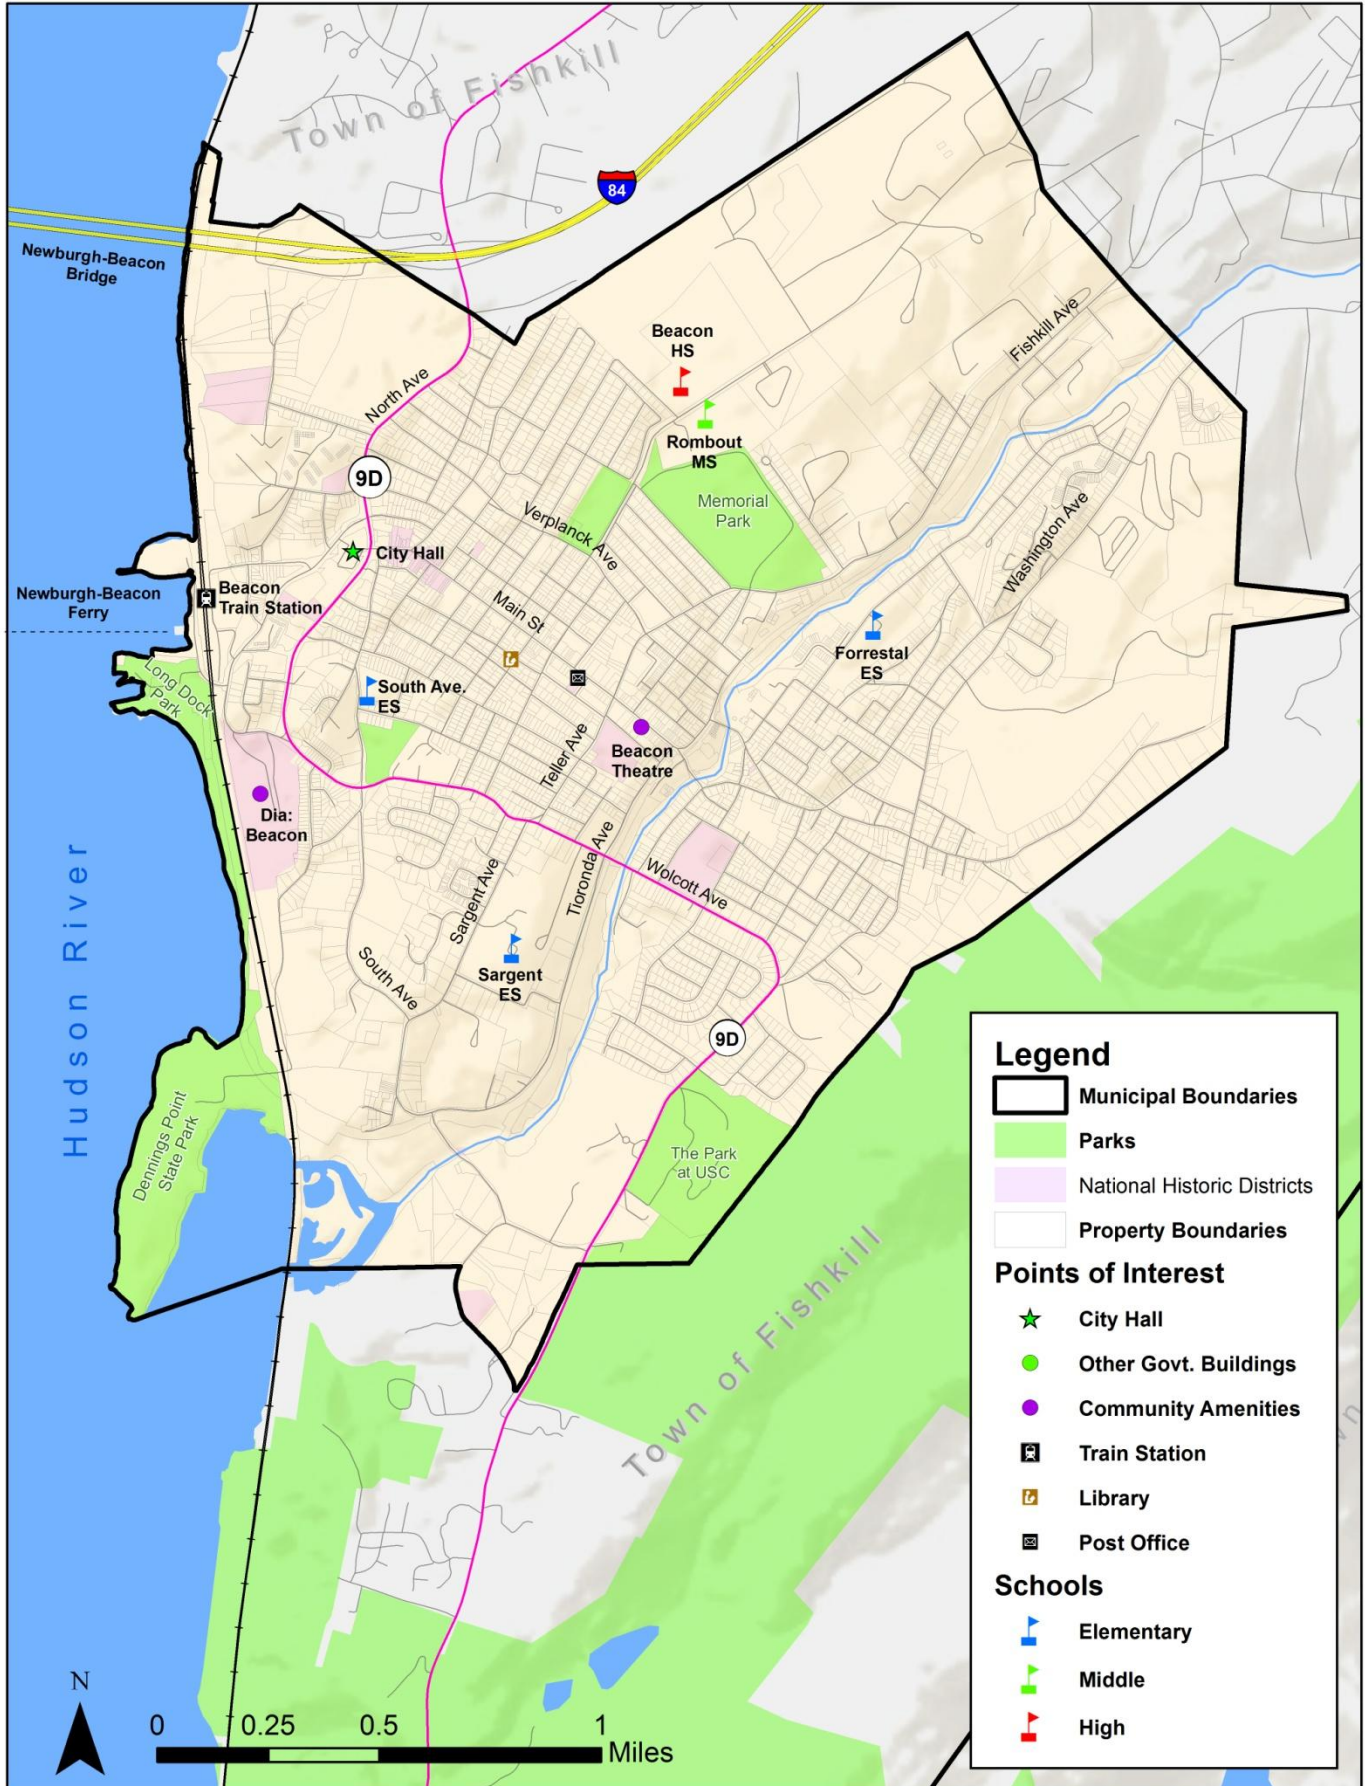 Town of Fishkill
84
Newburgh-Beacon
Bridge
Fishkill Ave
Beacon
HS
North Ave
Rombout
MS
9D
Memorial
Park
Verplanck Ave
Washington Ave
City Hall
Beacon
Train Station
Newburgh-Beacon
Ferry
Main St
Forrestal
ES
Long Dock
Park
South Ave.
ES
Teller Ave
Beacon
Theatre
Dia:
Beacon
Tioronda Ave
Wolcott Ave
Sargent Ave
Hudson River
South Ave
Sargent
ES
9D
Dennings Point
State Park
The Park
at USC
Town of Fishkill
Legend
Municipal Boundaries
Parks
National Historic Districts
Property Boundaries
Points of Interest
City Hall
Other Govt. Buildings
Community Amenities
Train Station
Library
Post Office
Schools
Elementary
Middle
High
N
0 0.25 0.5 1
Miles